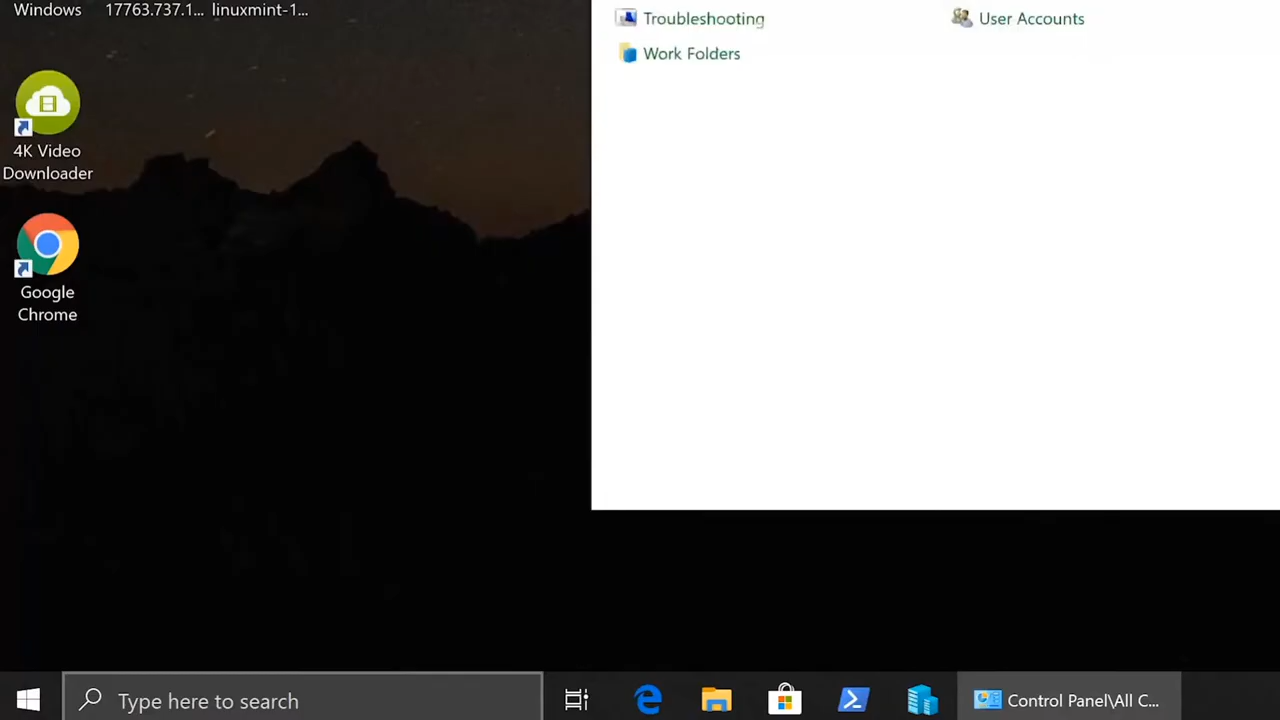 Windows
17763.737.1...
linuxmint-1...
Troubleshooting
User Accounts
Work Folders
4K Video
Downloader
Google
Chrome
Type here to search
Control Panel\All C...